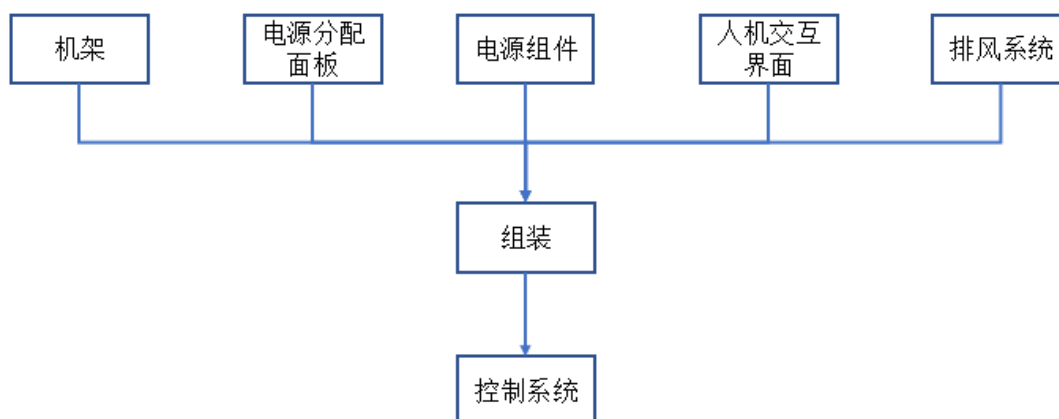 机架
电源分配
面板
电源组件
人机交互
界面
排风系统
组装
控制系统